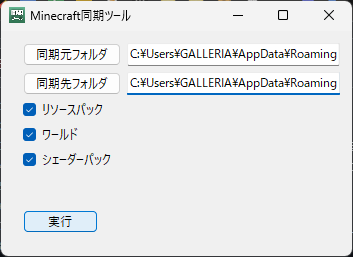 Minecraft同期ツール
同期元フォルダ C:¥Users¥GALLERIA¥AppData¥Roaming
同期先フォルダ C:¥Users¥GALLERIA¥AppData¥Roaming
リソースパック
ワールド
シェーダーパック
実行